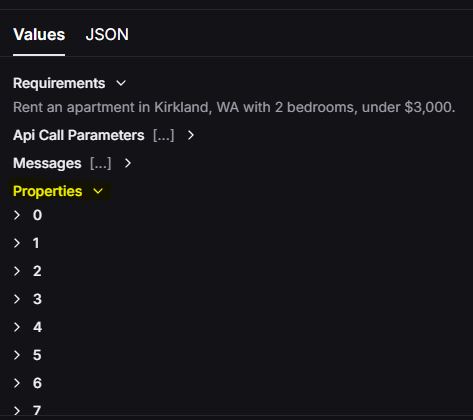 Values JSON
Requirements
Rent an apartment in Kirkland, WA with 2 bedrooms, under $3,000.
Api Call Parameters [...]
Messages [...]
Properties
0
1
2
3
4
5
6
7